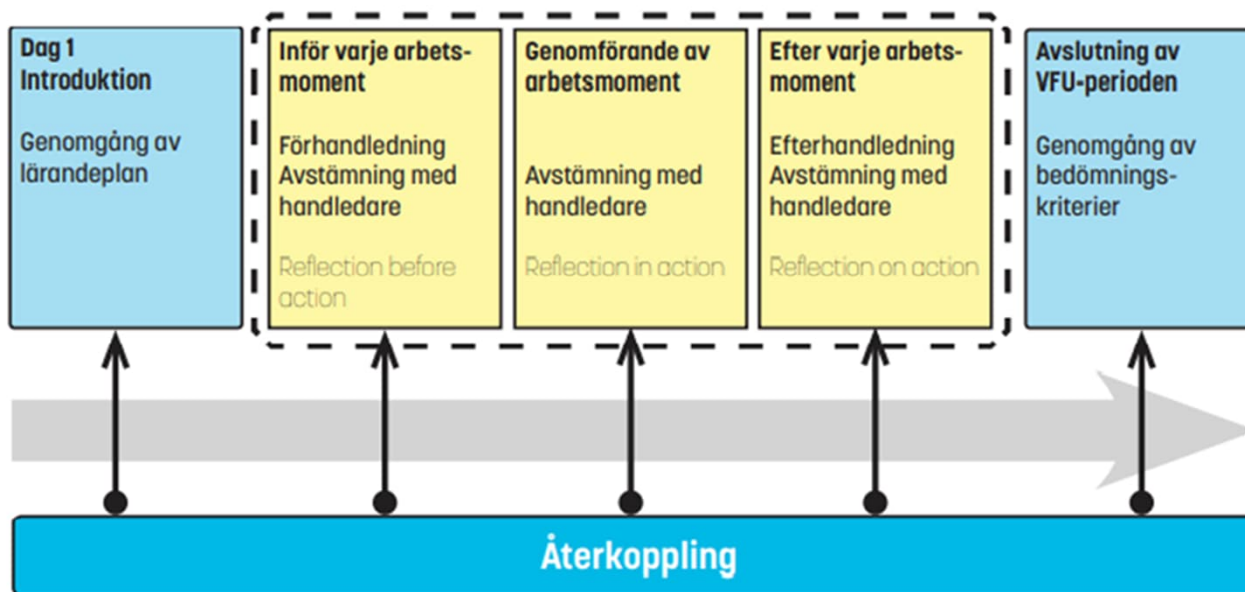 Dag 1
Introduktion
Genomgång av
lärandeplan
Inför varje arbets-
moment
Förhandledning
Avstämning med
handledare
Reflection before
action
Genomförande av
arbetsmoment
Avstämning med
handledare
Reflection in action
Efter varje arbets-
moment
Efterhandledning
Avstämning med
handledare
Reflection on action
Avslutning av
VFU-perioden
Genomgång av
bedömnings-
kriterier
Återkoppling